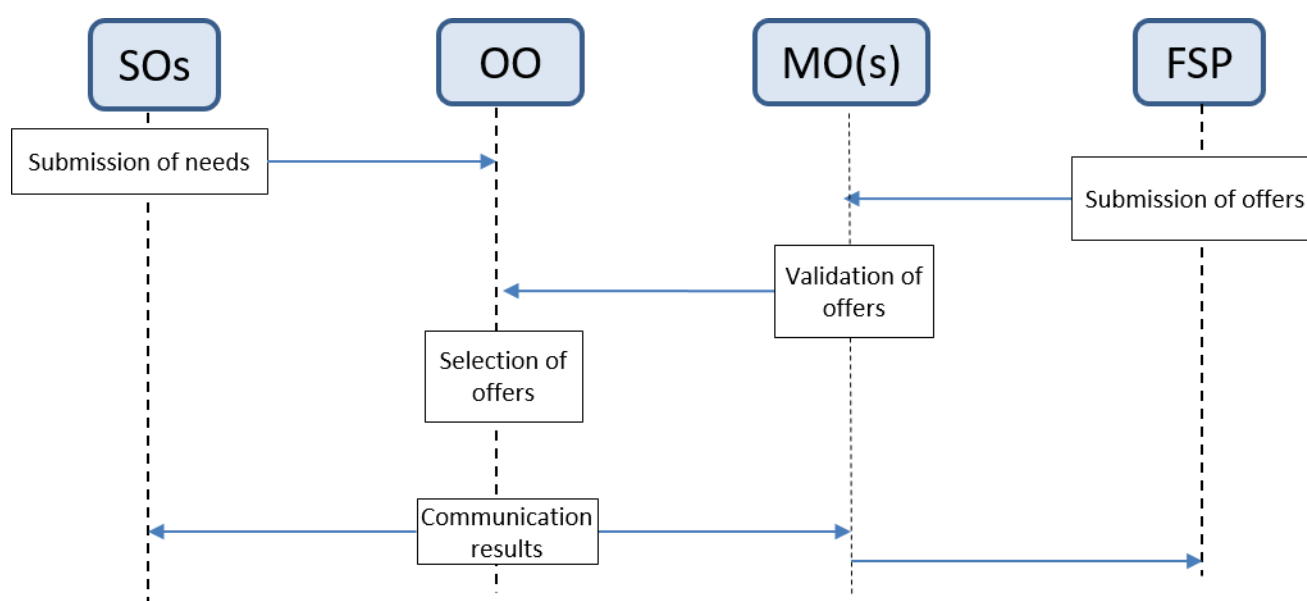 SOs
OO
MO(s)
FSP
Submission of needs
Submission of offers
Validation of
offers
Selection of
offers
Communication
results